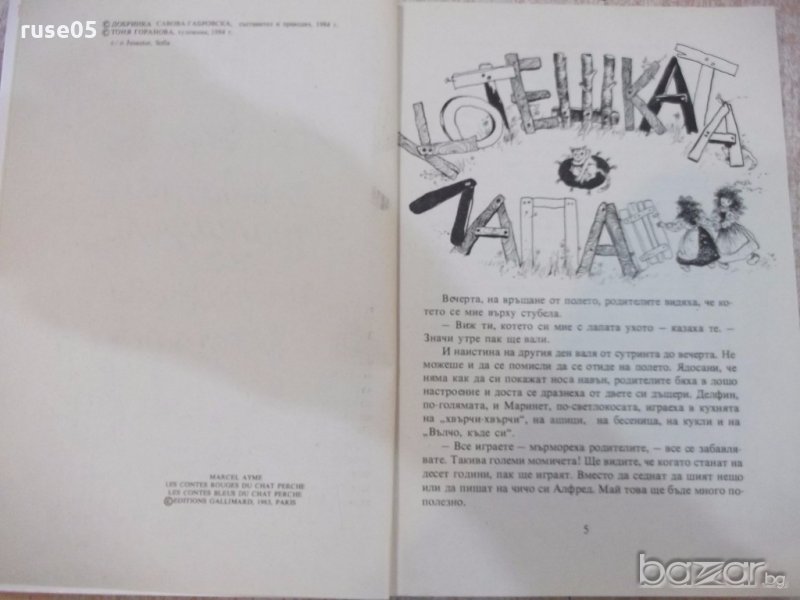 ruse05
© ДОБРИНКА САВОВА ГАБРОВСКА, съставител и преводач, 1984 г.
© ТОНЯ ГОРАНОВА, художник, 1984 г.
c/o Jusautor, Sofia
MARCEL AYME
LES CONTES ROUGES DU CHAT PERCHE
LES CONTES BLEUS DU CHAT PERCHE
© EDITIONS GALLIMARD, 1963, PARIS
КОТЕШКАТА
ЛАПА
Вечерта, на връщане от полето, родителите видяха, че ко-
тето се мие върху стубела.
— Виж ти, котето си мие с лапата ухото — казаха те. —
Значи утре пак ще вали.
И наистина на другия ден валя от сутринта до вечерта. Не
можеше и да се помисли да се отиде на полето. Ядосани, че
няма как да си покажат носа навън, родителите бяха в лошо
настроение и доста се дразнеха от двете си дъщери. Делфин,
по-голямата, и Маринет, по-светлокосата, играеха в кухнята
на „хвърчи-хвърчи“, на ашици, на бесеница, на кукли и на
„Вълчо, къде си“.
— Все играете — мърмореха родителите, — все се забавля-
вате. Такива големи момичета! Ще видите, че когато станат на
десет години, пак ще играят. Вместо да седнат да шият нещо
или да пишат на чичо си Алфред. Май това ще бъде много по-
полезно.
5
bazar.bg